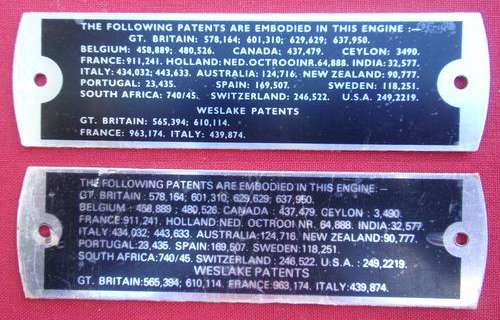 THE FOLLOWING PATENTS ARE EMBODIED IN THIS ENGINE :—
GT. BRITAIN: 578,164; 601,310; 629,629; 637,950.
BELGIUM: 458,889; 480,526. CANADA: 437,479. CEYLON: 3490.
FRANCE: 911,241. HOLLAND: NED. OCTROOI NR. 64,888. INDIA: 32,577.
ITALY: 434,032; 443,633. AUSTRALIA: 124,716. NEW ZEALAND: 90,777.
PORTUGAL: 23,435. SPAIN: 169,507. SWEDEN: 118,251.
SOUTH AFRICA: 740/45. SWITZERLAND: 246,522. U.S.A. 249,2219.
WESLAKE PATENTS
GT. BRITAIN: 565,394; 610,114.
FRANCE: 963,174. ITALY: 439,874.
THE FOLLOWING PATENTS ARE EMBODIED IN THIS ENGINE:—
GT. BRITAIN : 578,164; 601,310; 629,629; 637,950.
BELGIUM : 458,889 ; 480,526. CANADA : 437,479. CEYLON : 3,490.
FRANCE:911,241. HOLLAND:NED. OCTROOI NR. 64,888. INDIA:32,577.
ITALY: 434,032; 443,633. AUSTRALIA:124,716. NEW ZEALAND:90,777.
PORTUGAL:23,435. SPAIN:169,507. SWEDEN:118,251.
SOUTH AFRICA:740/45. SWITZERLAND : 246,522. U.S.A. : 249,2219.
WESLAKE PATENTS
GT. BRITAIN:565,394; 610,114. FRANCE:963,174. ITALY:439,874.